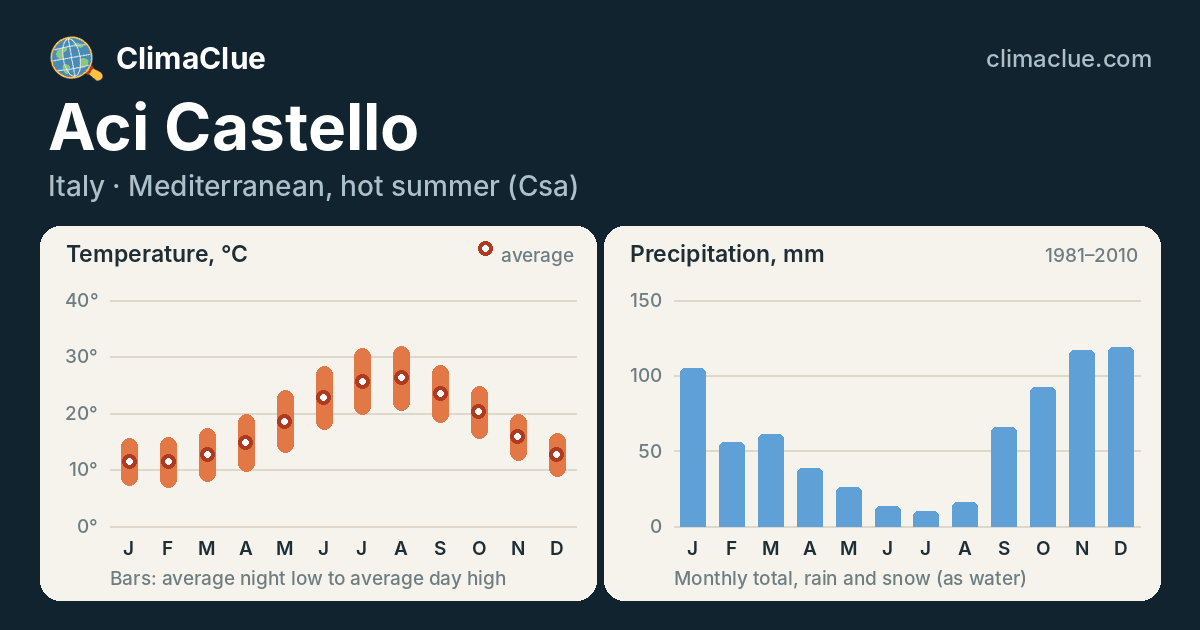 ClimaClue
climaclue.com
Aci Castello
Italy · Mediterranean, hot summer (Csa)
Temperature, °C
average
40°
30°
20°
10°
0°
J F M A M J J A S O N D
Bars: average night low to average day high
Precipitation, mm
1981–2010
150
100
50
0
J F M A M J J A S O N D
Monthly total, rain and snow (as water)